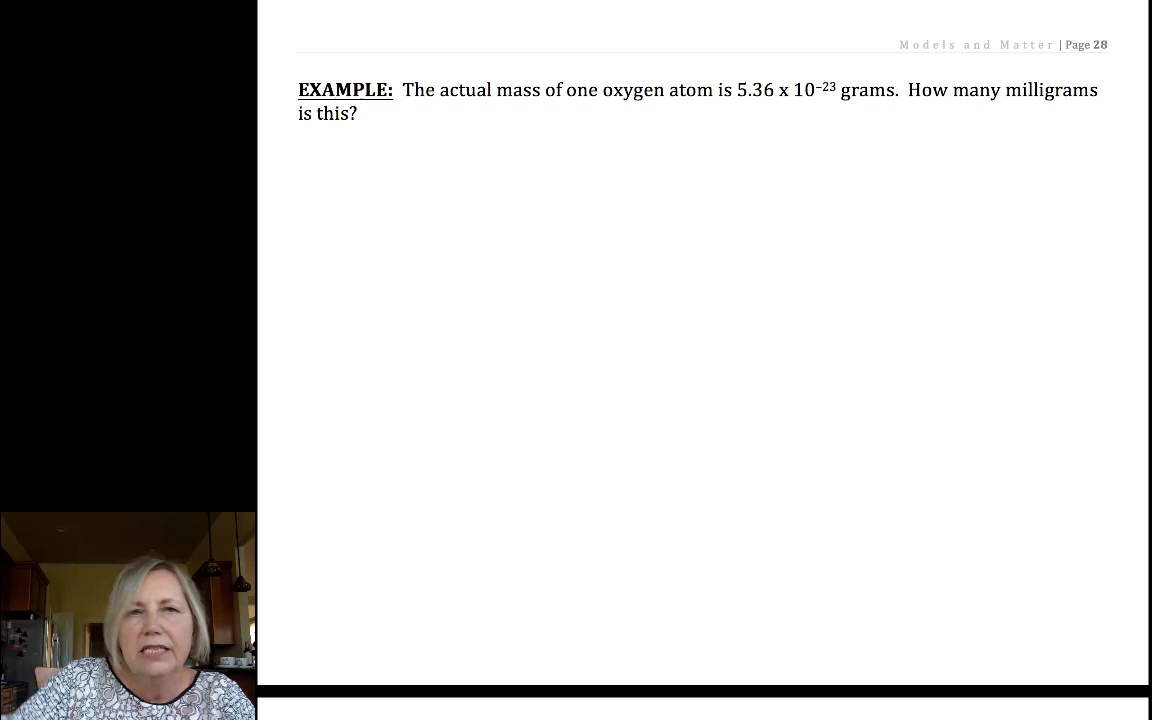 Models and Matter | Page 28
EXAMPLE: The actual mass of one oxygen atom is 5.36 x 10⁻²³ grams. How many milligrams
is this?